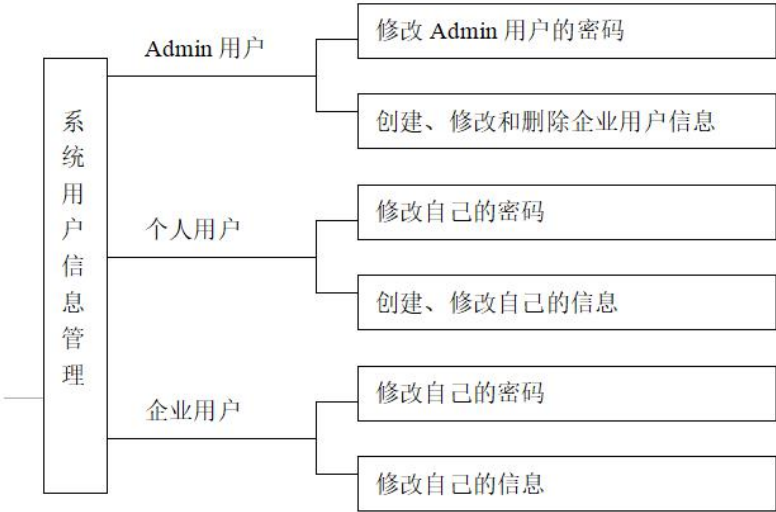 系统用户信息管理
Admin 用户
修改 Admin 用户的密码
创建、修改和删除企业用户信息
个人用户
修改自己的密码
创建、修改自己的信息
企业用户
修改自己的密码
修改自己的信息